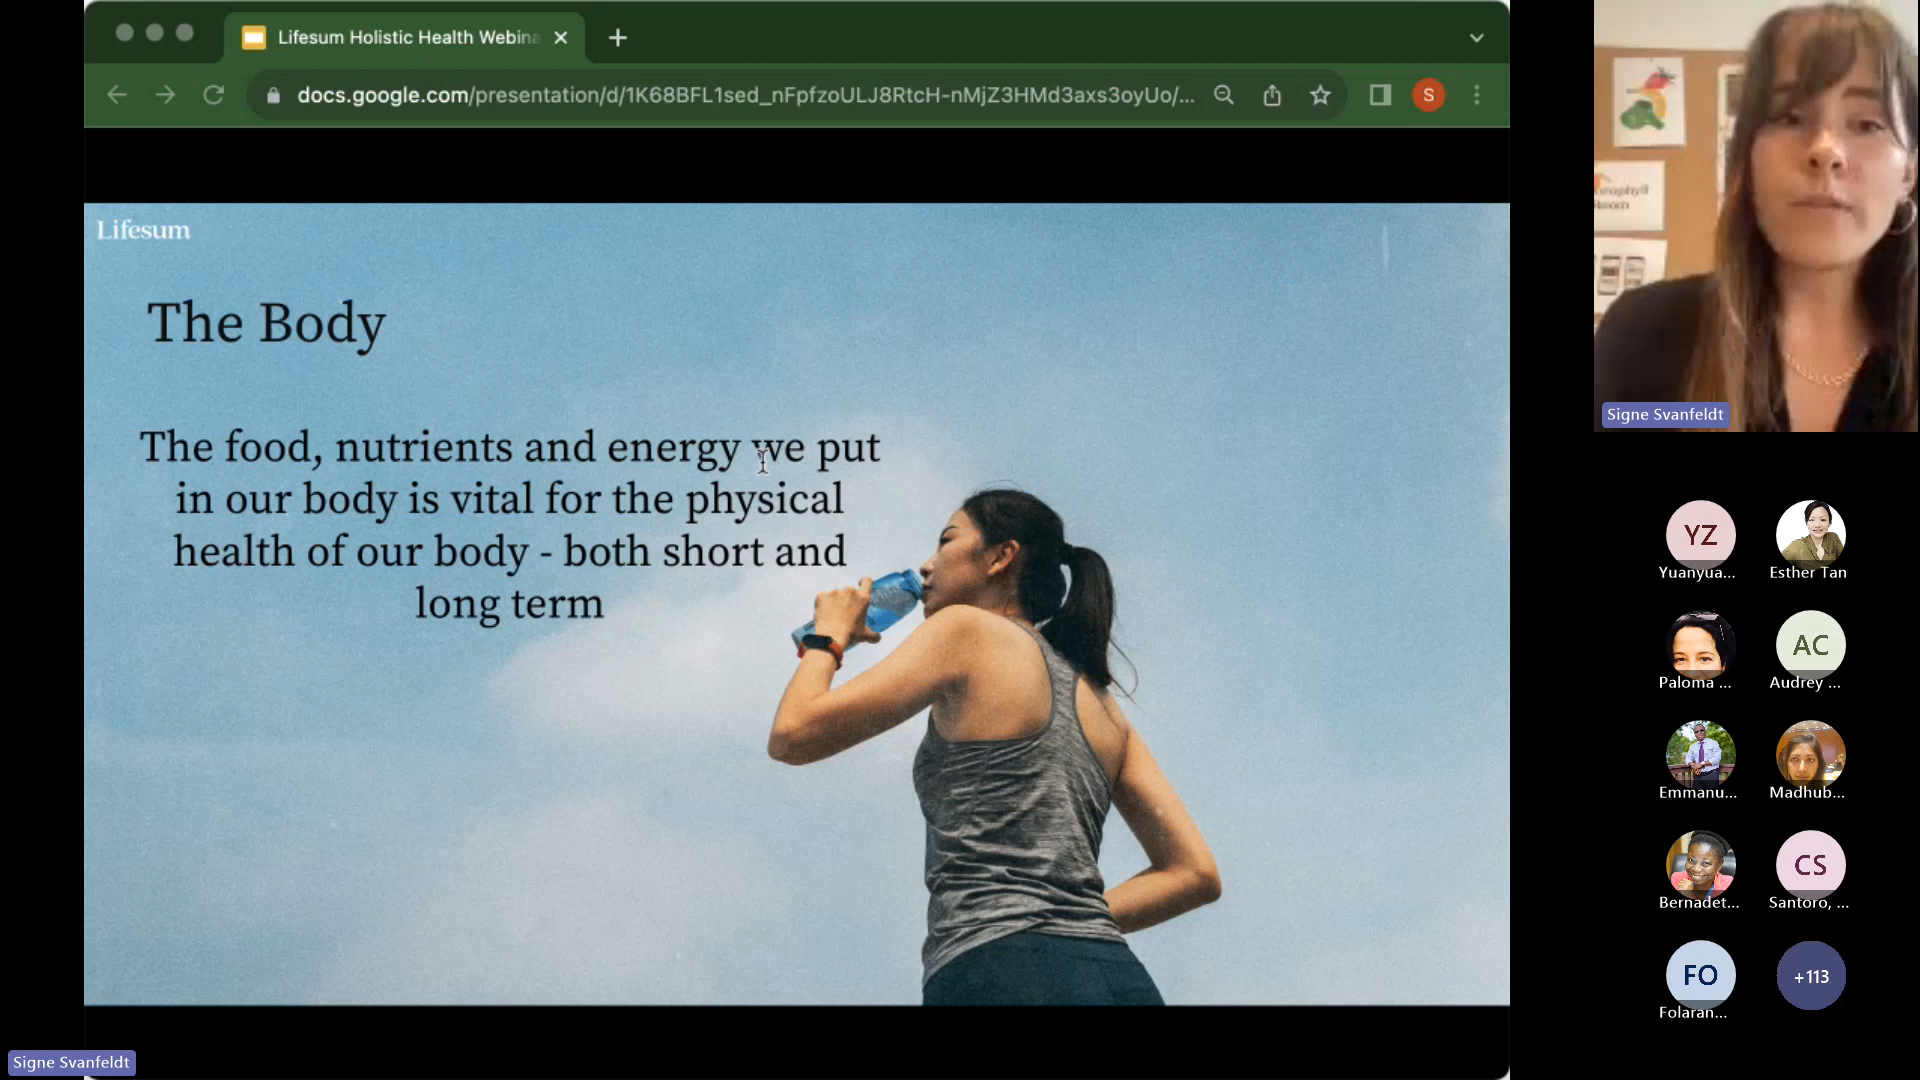 Lifesum Holistic Health Webina
docs.google.com/presentation/d/1K68BFL1sed_nFpfzoULJ8RtcH-nMjZ3HMd3axs3oyUo/...
S
Lifesum
The Body
The food, nutrients and energy we put
in our body is vital for the physical
health of our body - both short and
long term
Room
Signe Svanfeldt
YZ
Yuanyua...
Esther Tan
Paloma ...
AC
Audrey ...
Emmanu...
Madhub...
Bernadet...
CS
Santoro, ...
FO
Folaran...
+113
Signe Svanfeldt